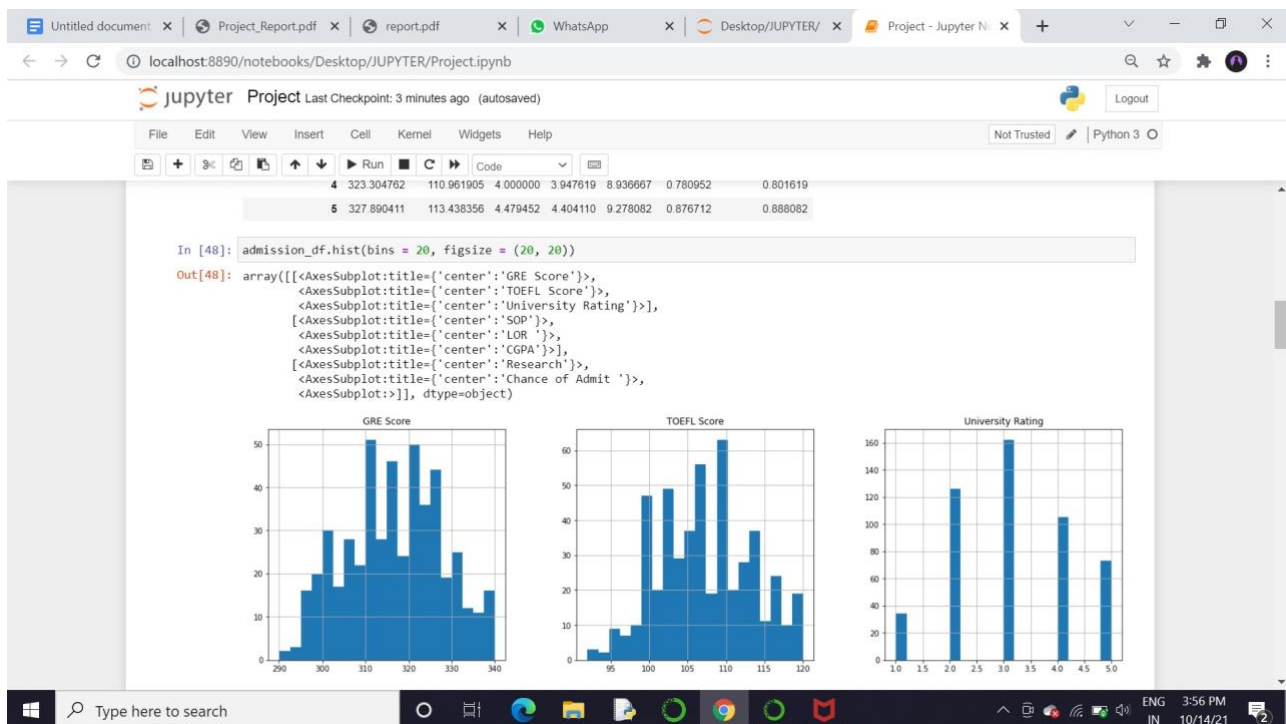 Untitled document
Project_Report.pdf
report.pdf
WhatsApp
Desktop/JUPYTER/
Project - Jupyter No
localhost:8890/notebooks/Desktop/JUPYTER/Project.ipynb
jupyter Project Last Checkpoint: 3 minutes ago (autosaved)
Logout
File Edit View Insert Cell Kernel Widgets Help
Not Trusted
Python 3
Run
Code
4 323.304762 110.961905 4.000000 3.947619 8.936667 0.780952 0.801619
5 327.890411 113.438356 4.479452 4.404110 9.278082 0.876712 0.888082
In [48]: admission_df.hist(bins = 20, figsize = (20, 20))
Out[48]: array([[<AxesSubplot:title={'center':'GRE Score'}>,
<AxesSubplot:title={'center':'TOEFL Score'}>,
<AxesSubplot:title={'center':'University Rating'}>],
[<AxesSubplot:title={'center':'SOP'}>,
<AxesSubplot:title={'center':'LOR '}>,
<AxesSubplot:title={'center':'CGPA'}>],
[<AxesSubplot:title={'center':'Research'}>,
<AxesSubplot:title={'center':'Chance of Admit '}>,
<AxesSubplot:>]], dtype=object)
GRE Score
50
40
30
20
10
0
290 300 310 320 330 340
TOEFL Score
60
50
40
30
20
10
0
95 100 105 110 115 120
University Rating
160
140
120
100
80
60
40
20
0
1.0 1.5 2.0 2.5 3.0 3.5 4.0 4.5 5.0
Type here to search
ENG
IN
3:56 PM
10/14/21
2